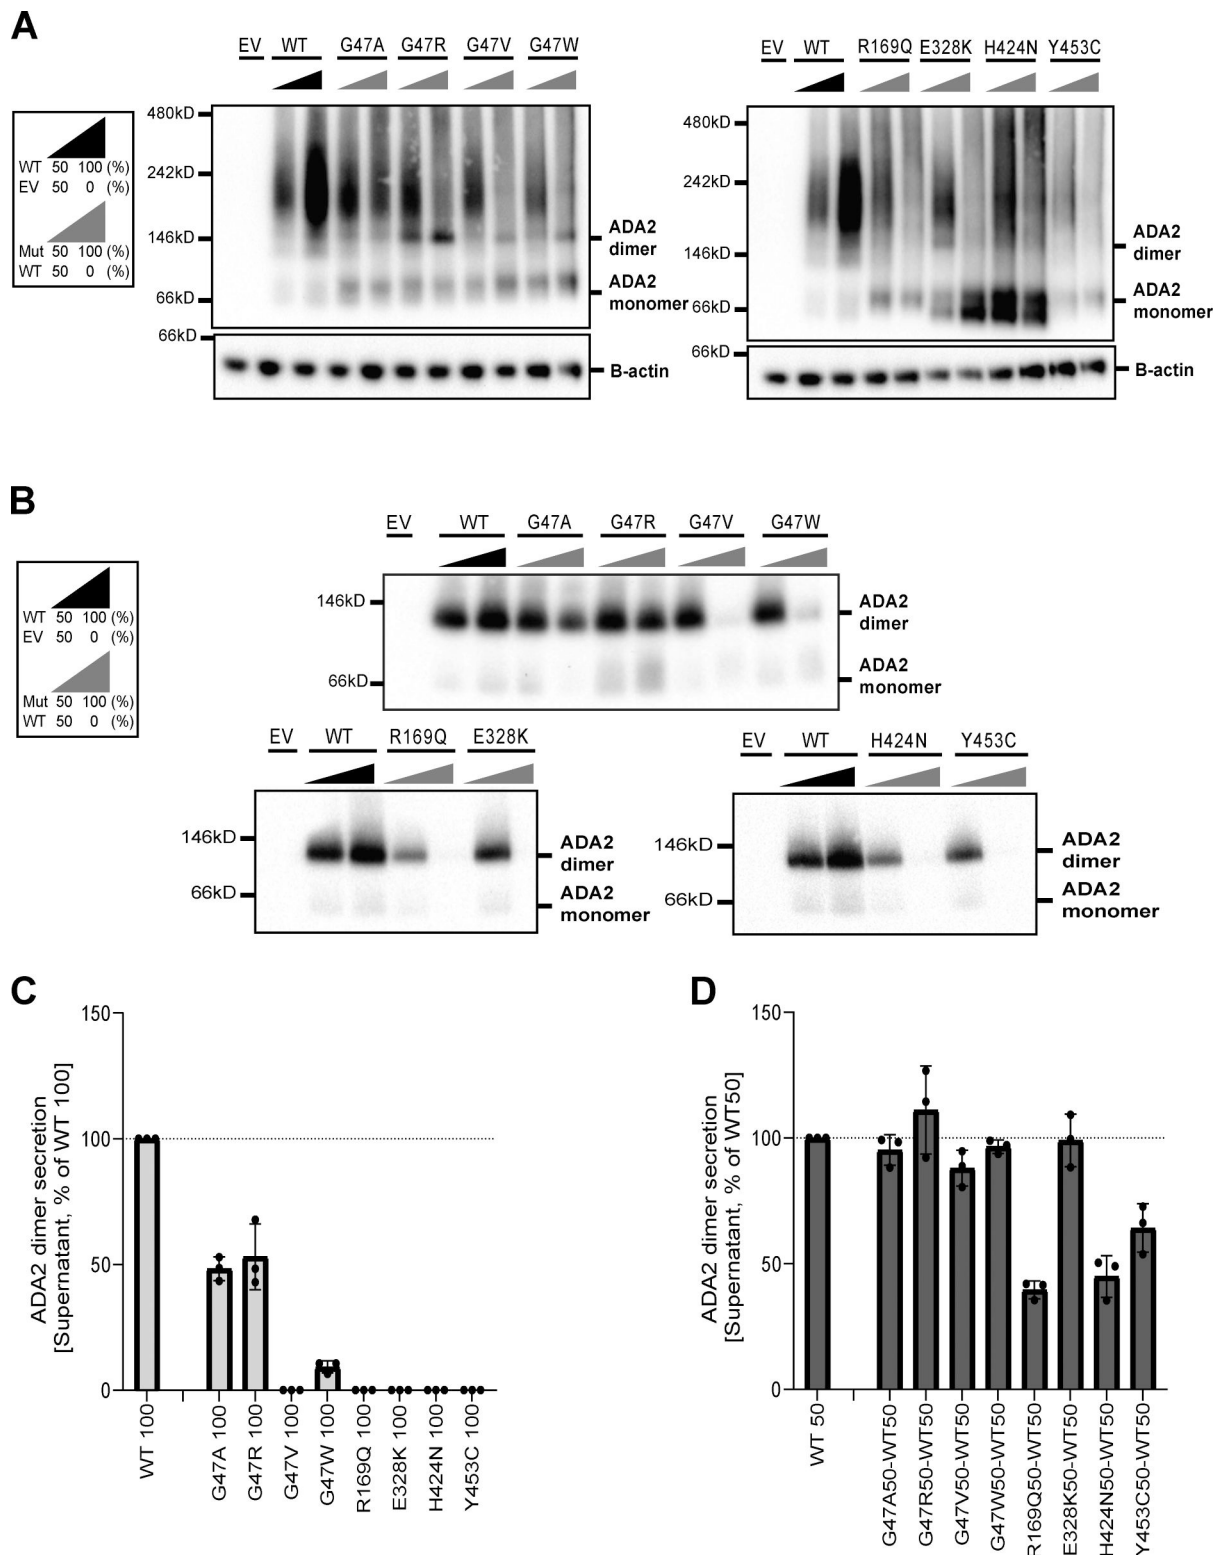 A
EV WT G47A G47R G47V G47W
EV WT R169Q E328K H424N Y453C
WT 50 100 (%)
EV 50 0 (%)
Mut 50 100 (%)
WT 50 0 (%)
480kD
242kD
146kD
66kD
66kD
ADA2
dimer
ADA2
monomer
B-actin
480kD
242kD
146kD
66kD
66kD
ADA2
dimer
ADA2
monomer
B-actin
B
WT 50 100 (%)
EV 50 0 (%)
Mut 50 100 (%)
WT 50 0 (%)
EV WT G47A G47R G47V G47W
146kD
66kD
ADA2
dimer
ADA2
monomer
EV WT R169Q E328K
146kD
66kD
ADA2
dimer
ADA2
monomer
EV WT H424N Y453C
146kD
66kD
ADA2
dimer
ADA2
monomer
C
ADA2 dimer secretion
[Supernatant, % of WT 100]
150
100
50
0
WT 100
G47A 100
G47R 100
G47V 100
G47W 100
R169Q 100
E328K 100
H424N 100
Y453C 100
D
ADA2 dimer secretion
[Supernatant, % of WT50]
150
100
50
0
WT 50
G47A50-WT50
G47R50-WT50
G47V50-WT50
G47W50-WT50
R169Q50-WT50
E328K50-WT50
H424N50-WT50
Y453C50-WT50